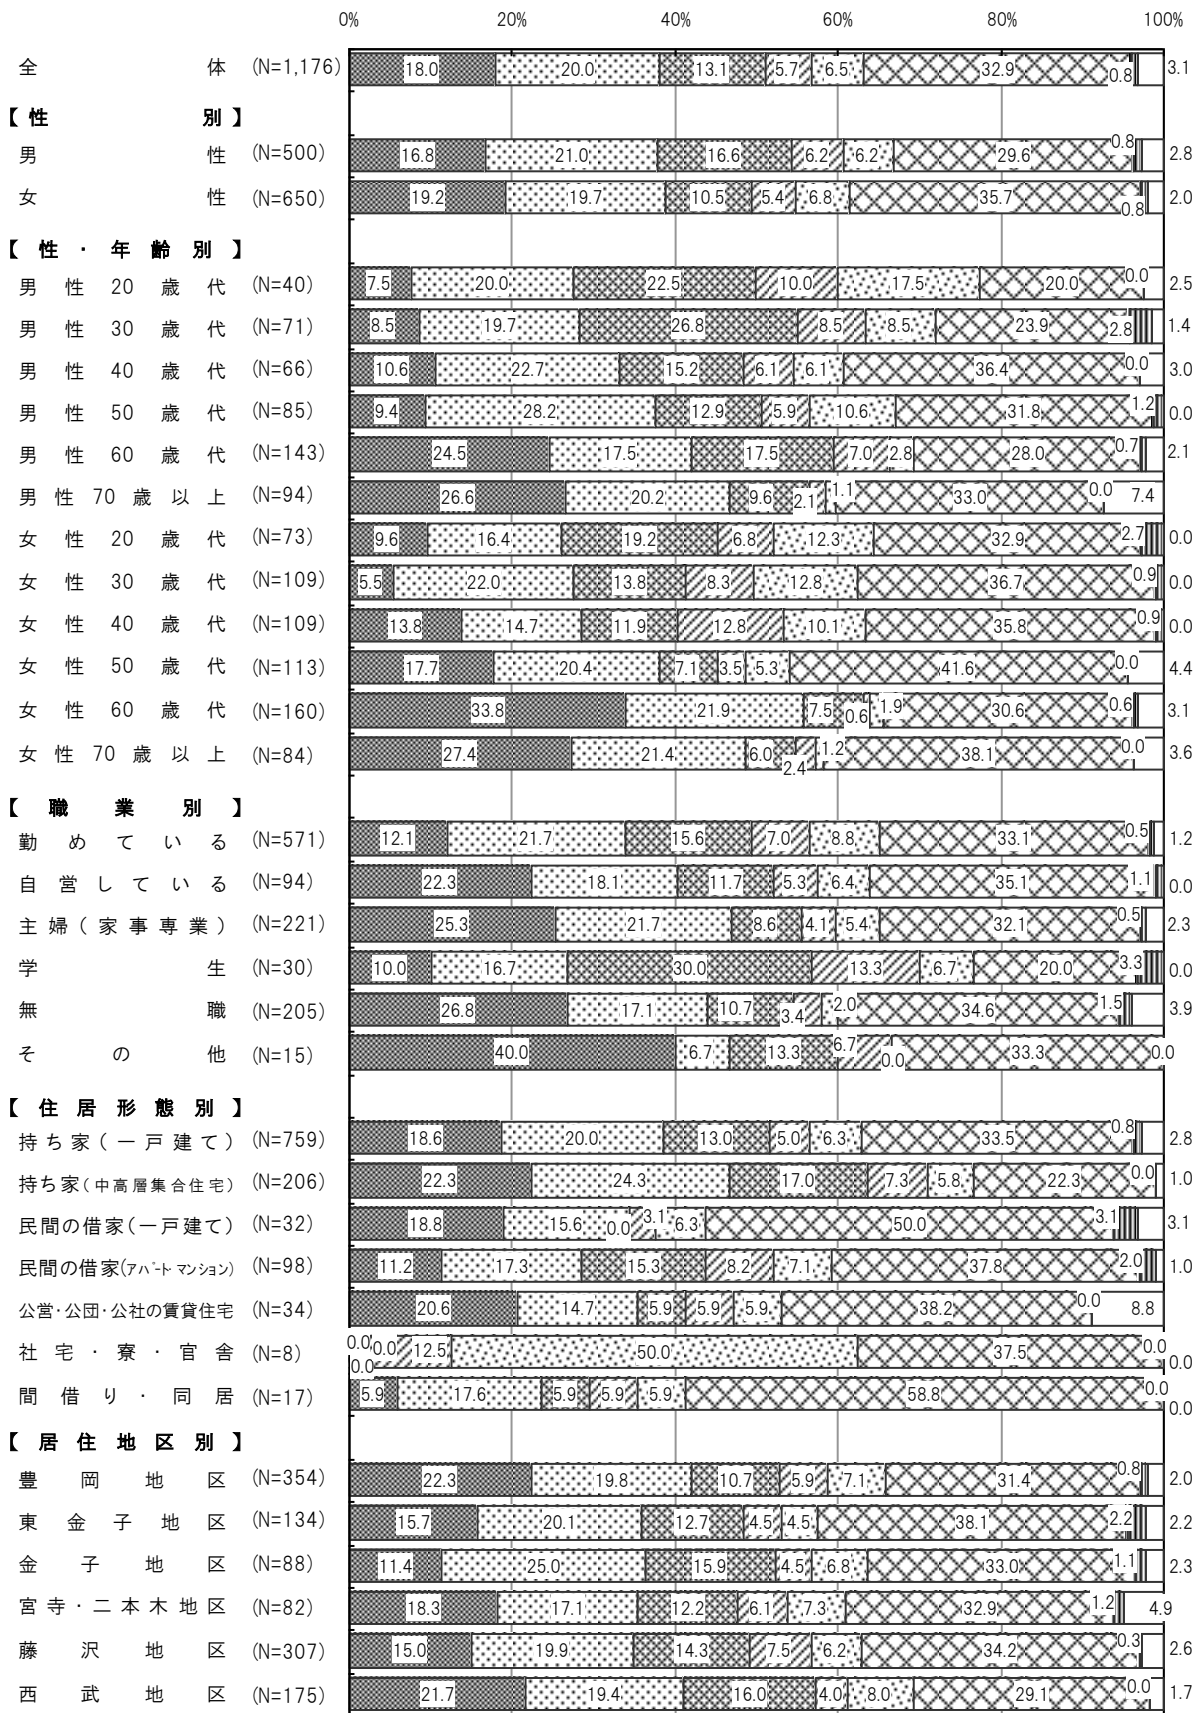 0% 20% 40% 60% 80% 100%
全体 (N=1,176) 18.0 20.0 13.1 5.7 6.5 32.9 0.8 3.1
【性別】
男性 (N=500) 16.8 21.0 16.6 6.2 6.2 29.6 0.8 2.8
女性 (N=650) 19.2 19.7 10.5 5.4 6.8 35.7 0.8 2.0
【性・年齢別】
男性20歳代 (N=40) 7.5 20.0 22.5 10.0 17.5 20.0 0.0 2.5
男性30歳代 (N=71) 8.5 19.7 26.8 8.5 8.5 23.9 2.8 1.4
男性40歳代 (N=66) 10.6 22.7 15.2 6.1 6.1 36.4 0.0 3.0
男性50歳代 (N=85) 9.4 28.2 12.9 5.9 10.6 31.8 1.2 0.0
男性60歳代 (N=143) 24.5 17.5 17.5 7.0 2.8 28.0 0.7 2.1
男性70歳以上 (N=94) 26.6 20.2 9.6 2.1 1.1 33.0 0.0 7.4
女性20歳代 (N=73) 9.6 16.4 19.2 6.8 12.3 32.9 2.7 0.0
女性30歳代 (N=109) 5.5 22.0 13.8 8.3 12.8 36.7 0.9 0.0
女性40歳代 (N=109) 13.8 14.7 11.9 12.8 10.1 35.8 0.9 0.0
女性50歳代 (N=113) 17.7 20.4 7.1 3.5 5.3 41.6 0.0 4.4
女性60歳代 (N=160) 33.8 21.9 7.5 0.6 1.9 30.6 0.6 3.1
女性70歳以上 (N=84) 27.4 21.4 6.0 2.4 1.2 38.1 0.0 3.6
【職業別】
勤めている (N=571) 12.1 21.7 15.6 7.0 8.8 33.1 0.5 1.2
自営している (N=94) 22.3 18.1 11.7 5.3 6.4 35.1 1.1 0.0
主婦(家事専業) (N=221) 25.3 21.7 8.6 4.1 5.4 32.1 0.5 2.3
学生 (N=30) 10.0 16.7 30.0 13.3 6.7 20.0 3.3 0.0
無職 (N=205) 26.8 17.1 10.7 3.4 2.0 34.6 1.5 3.9
その他 (N=15) 40.0 6.7 13.3 6.7 0.0 33.3 0.0
【住居形態別】
持ち家(一戸建て) (N=759) 18.6 20.0 13.0 5.0 6.3 33.5 0.8 2.8
持ち家(中高層集合住宅) (N=206) 22.3 24.3 17.0 7.3 5.8 22.3 0.0 1.0
民間の借家(一戸建て) (N=32) 18.8 15.6 0.0 3.1 6.3 50.0 3.1 3.1
民間の借家(アパート マンション) (N=98) 11.2 17.3 15.3 8.2 7.1 37.8 2.0 1.0
公営・公団・公社の賃貸住宅 (N=34) 20.6 14.7 5.9 5.9 5.9 38.2 0.0 8.8
社宅・寮・官舎 (N=8) 0.0 0.0 0.0 12.5 50.0 37.5 0.0 0.0
間借り・同居 (N=17) 5.9 17.6 5.9 5.9 5.9 58.8 0.0 0.0
【居住地区別】
豊岡地区 (N=354) 22.3 19.8 10.7 5.9 7.1 31.4 0.8 2.0
東金子地区 (N=134) 15.7 20.1 12.7 4.5 4.5 38.1 2.2 2.2
金子地区 (N=88) 11.4 25.0 15.9 4.5 6.8 33.0 1.1 2.3
宮寺・二本木地区 (N=82) 18.3 17.1 12.2 6.1 7.3 32.9 1.2 4.9
藤沢地区 (N=307) 15.0 19.9 14.3 7.5 6.2 34.2 0.3 2.6
西武地区 (N=175) 21.7 19.4 16.0 4.0 8.0 29.1 0.0 1.7